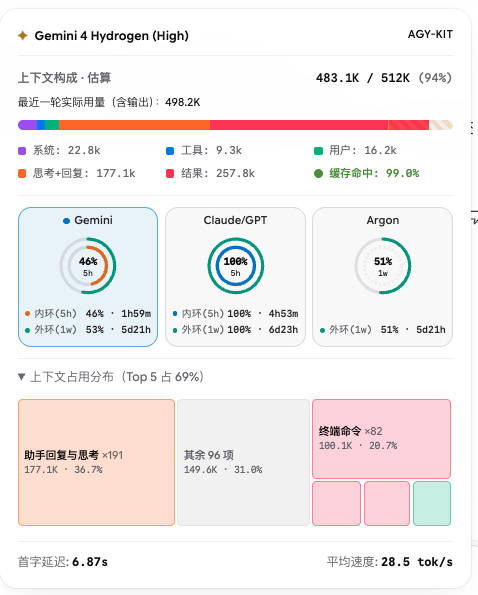 Gemini 4 Hydrogen (High) AGY-KIT
上下文构成 · 估算 483.1K / 512K (94%)
最近一轮实际用量（含输出）: 498.2K
系统: 22.8k 工具: 9.3k 用户: 16.2k
思考+回复: 177.1k 结果: 257.8k 缓存命中: 99.0%
Gemini Claude/GPT Argon
46% 100% 51%
5h 5h 1w
内环(5h) 46% · 1h59m 内环(5h) 100% · 4h53m
外环(1w) 53% · 5d21h 外环(1w) 100% · 6d23h 外环(1w) 51% · 5d21h
▼ 上下文占用分布（Top 5 占 69%）
终端命令 ×82
100.1K · 20.7%
助手回复与思考 ×191 其余 96 项
177.1K · 36.7% 149.6K · 31.0%
首字延迟: 6.87s 平均速度: 28.5 tok/s